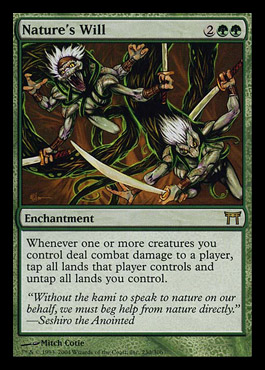 Nature's Will 2
Enchantment
Whenever one or more creatures you
control deal combat damage to a player,
tap all lands that player controls and
untap all lands you control.
"Without the kami to speak to nature on our
behalf, we must beg help from nature directly."
—Seshiro the Anointed
Mitch Cotie